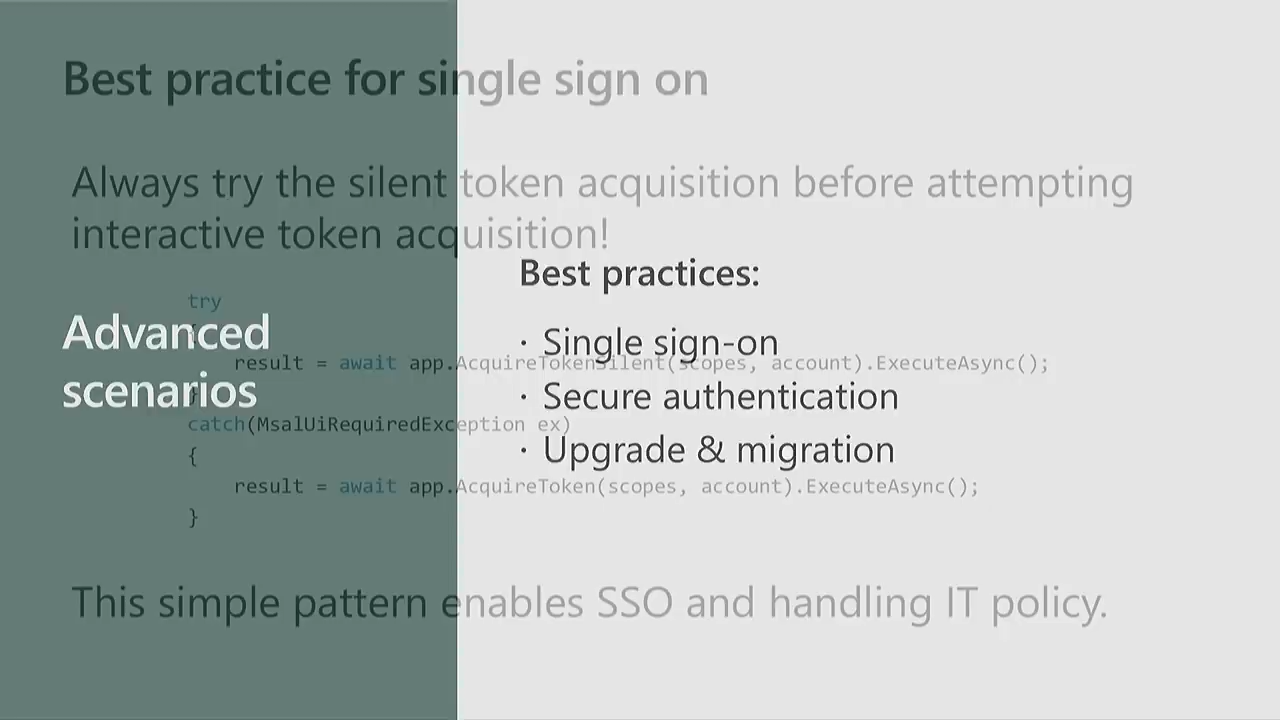 Best practice for single sign on
Always try the silent token acquisition before attempting
interactive token acquisition!
try
{
result = await app.AcquireTokenSilent(scopes, account).ExecuteAsync();
}
catch(MsalUiRequiredException ex)
{
result = await app.AcquireToken(scopes, account).ExecuteAsync();
}
This simple pattern enables SSO and handling IT policy.
Advanced
scenarios
Best practices:
· Single sign-on
· Secure authentication
· Upgrade & migration